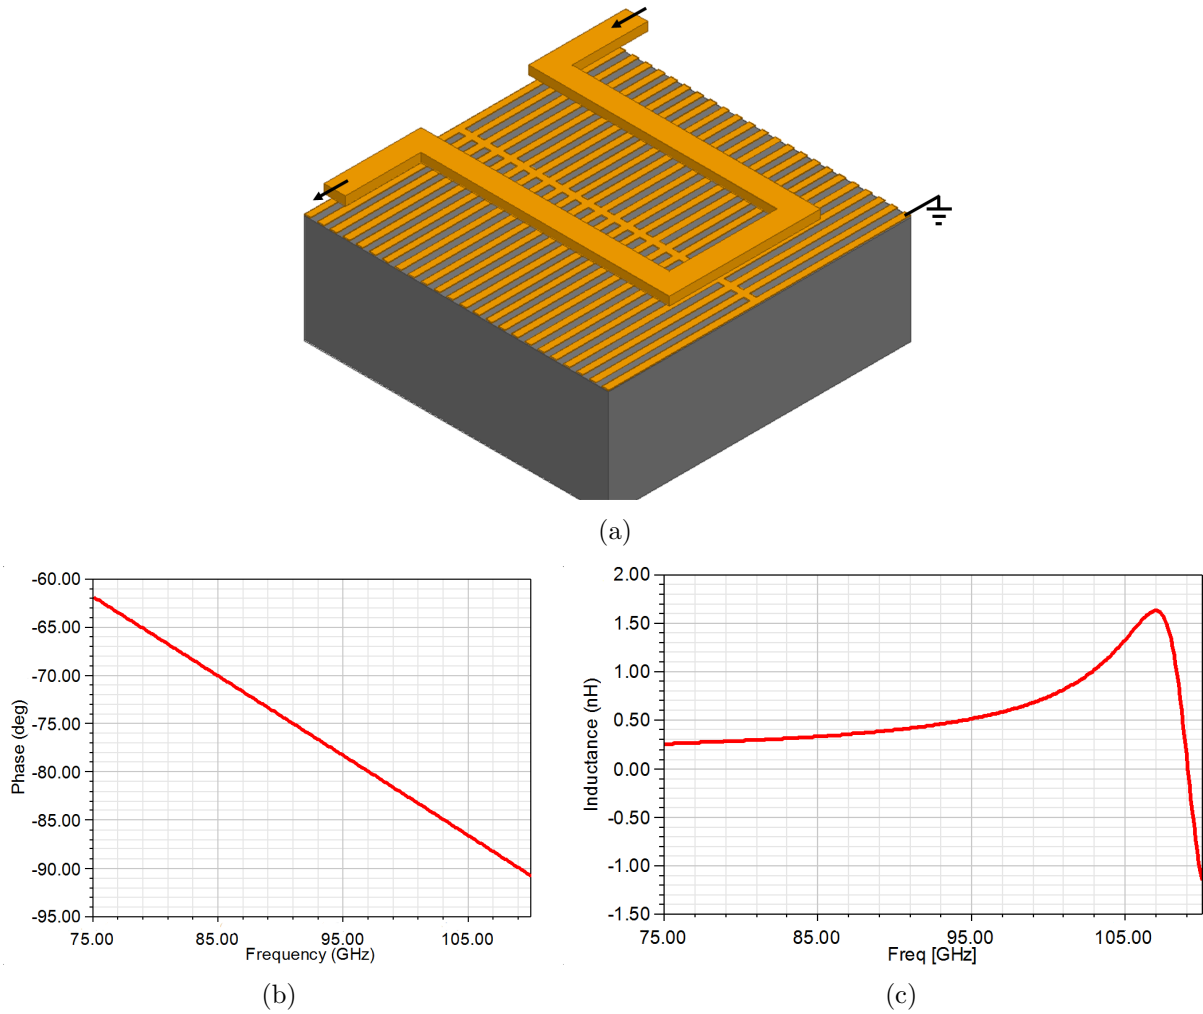 (a)
-60.00
-65.00
-70.00
-75.00
-80.00
-85.00
-90.00
-95.00
Phase (deg)
75.00 85.00 95.00 105.00
Frequency (GHz)
(b)
2.00
1.50
1.00
0.50
0.00
-0.50
-1.00
-1.50
Inductance (nH)
75.00 85.00 95.00 105.00
Freq [GHz]
(c)